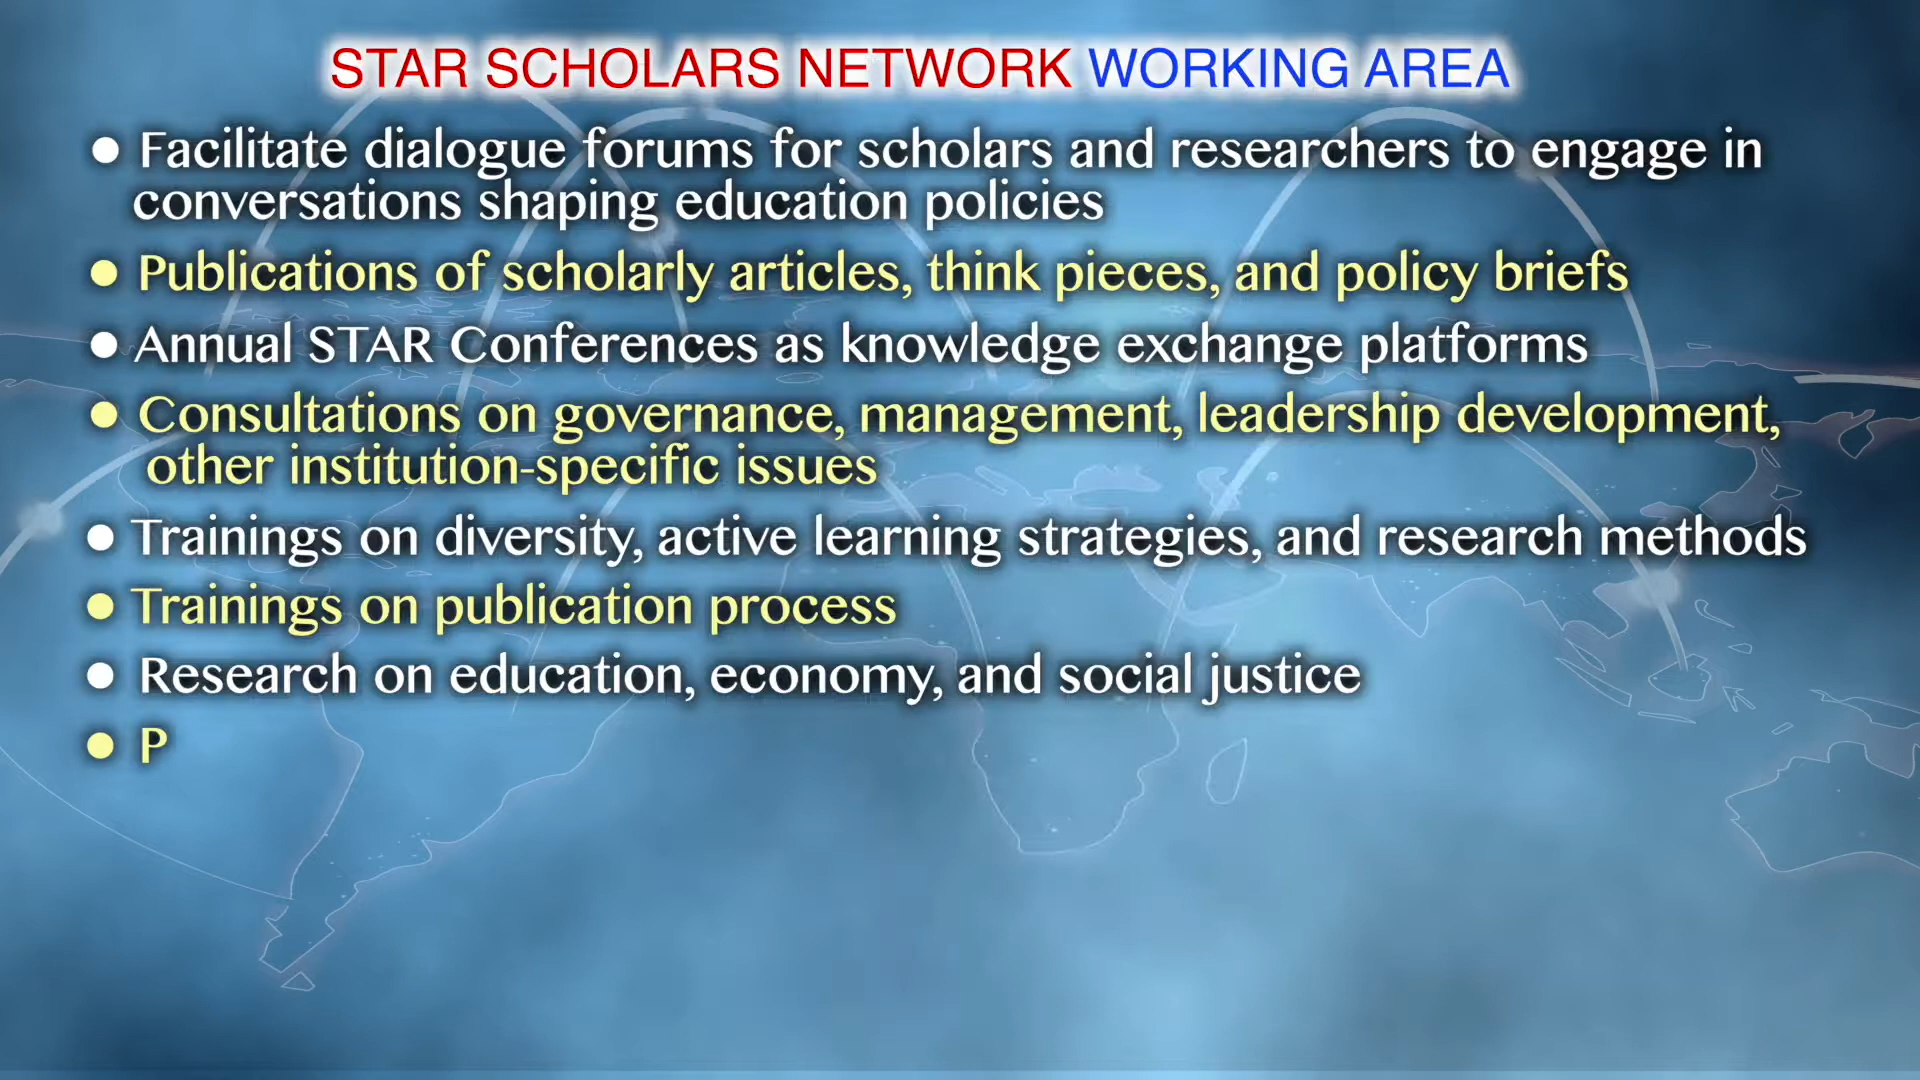 STAR SCHOLARS NETWORK WORKING AREA
● Facilitate dialogue forums for scholars and researchers to engage in
conversations shaping education policies
● Publications of scholarly articles, think pieces, and policy briefs
● Annual STAR Conferences as knowledge exchange platforms
● Consultations on governance, management, leadership development,
other institution-specific issues
● Trainings on diversity, active learning strategies, and research methods
● Trainings on publication process
● Research on education, economy, and social justice
● P